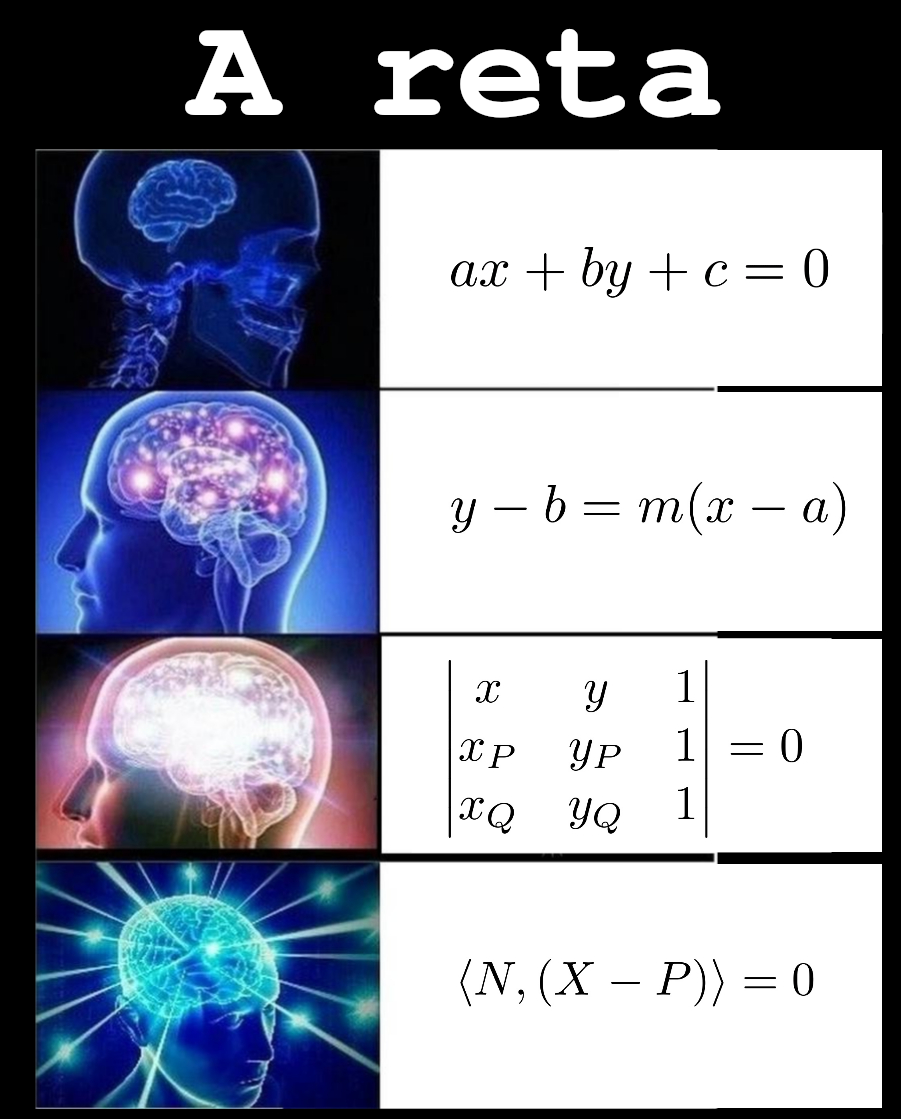 A reta
ax + by + c = 0
y − b = m(x − a)
| x y 1 |
| x_P y_P 1 | = 0
| x_Q y_Q 1 |
⟨N, (X − P)⟩ = 0